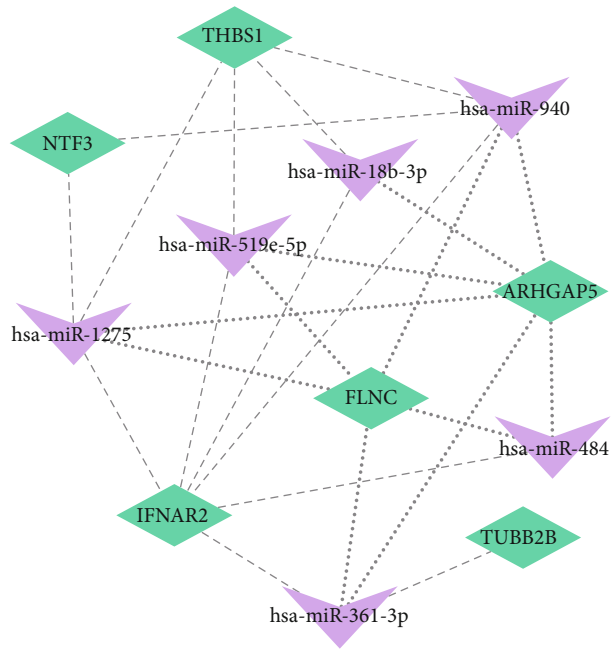 THBS1
hsa-miR-940
NTF3
hsa-miR-18b-3p
hsa-miR-519e-5p
ARHGAP5
hsa-miR-1275
FLNC
hsa-miR-484
IFNAR2
TUBB2B
hsa-miR-361-3p